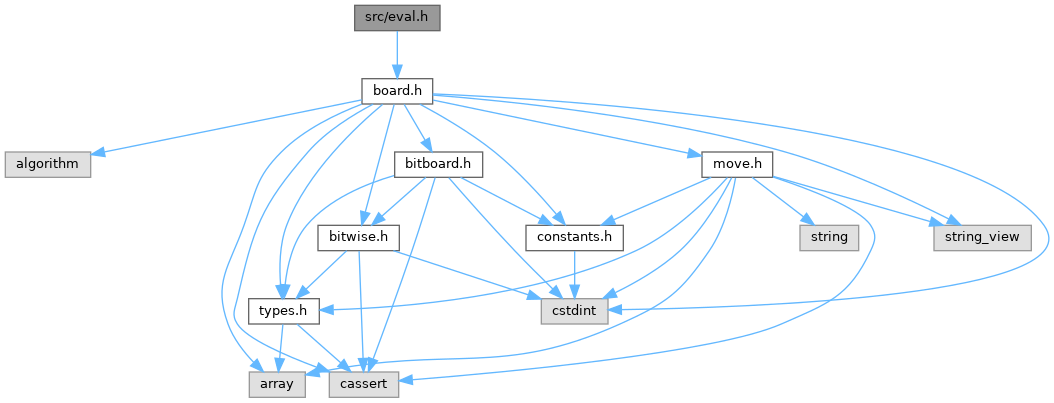 src/eval.h
board.h
algorithm
bitboard.h
move.h
bitwise.h
constants.h
string
string_view
types.h
cstdint
array
cassert